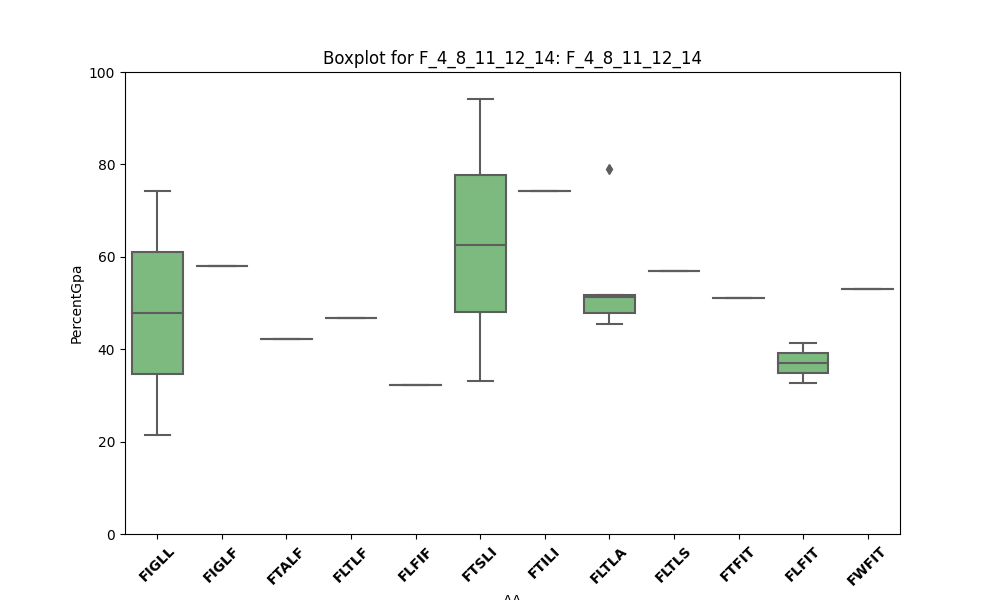 Boxplot for F_4_8_11_12_14: F_4_8_11_12_14
PercentGpa
100
80
60
40
20
0
FIGLL
FIGLF
FTALF
FLTLF
FLFIF
FTSLI
FTILI
FLTLA
FLTLS
FTFIT
FLFIT
FWFIT
AA